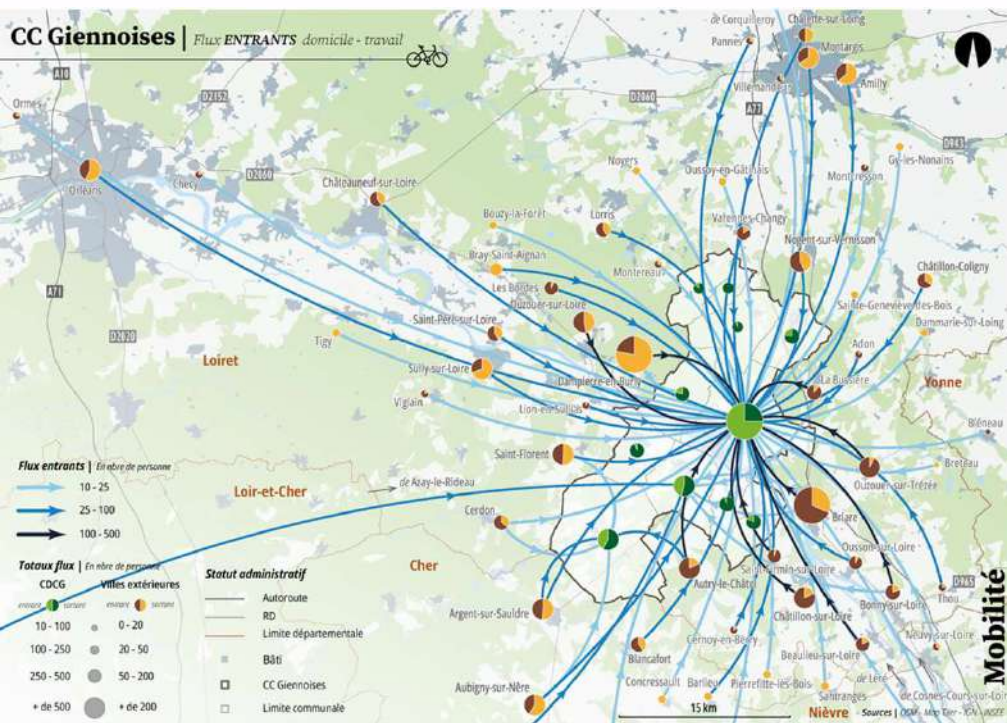 CC Giennoises | Flux ENTRANTS domicile - travail
de Corquilleroy
Châlette-sur-Loing
Pannes
Montargis
Villemandeur
Amilly
A10
D2152
D2060
A77
D943
Ormes
Orléans
Checy
D2060
Châteauneuf-sur-Loire
Noyers
Oussoy-en-Gâtinais
Montcresson
Gy-les-Nonains
Bouzy-la-Forêt
Lorris
Varennes-Changy
Nogent-sur-Vernisson
Bray-Saint-Aignan
Montereau
Châtillon-Coligny
Les Bordes
Ouzouer-sur-Loire
Sainte-Geneviève-des-Bois
A71
D2020
Saint-Père-sur-Loire
Dammarie-sur-Loing
Tigy
Adon
Loiret
Sully-sur-Loire
Dampierre-en-Burly
La Bussière
Yonne
Viglain
Lion-en-Sullias
Bléneau
Saint-Florent
Breteau
Ouzouer-sur-Trézée
Flux entrants | En nbre de personne
10 - 25
25 - 100
100 - 500
Loir-et-Cher
de Azay-le-Rideau
Cerdon
Briare
Ousson-sur-Loire
Cher
Saint-Firmin-sur-Loire
Autry-le-Châtel
D965
Thou
Bonny-sur-Loire
Châtillon-sur-Loire
Argent-sur-Sauldre
Neuvy-sur-Loire
Cernoy-en-Berry
Beaulieu-sur-Loire
Blancafort
de Léré
Concressault
Barlieu
Pierrefitte-ès-Bois
Santranges
de Cosnes-Cours-sur-Loire
Aubigny-sur-Nère
Nièvre
15 km
Totaux flux | En nbre de personne
CDCG
Villes extérieures
entrant
sortant
entrant
sortant
10 - 100
0 - 20
100 - 250
20 - 50
250 - 500
50 - 200
+ de 500
+ de 200
Statut administratif
Autoroute
RD
Limite départementale
Bâti
CC Giennoises
Limite communale
Sources | OSM - Map Tiler - IGN - INSEE
Mobilité